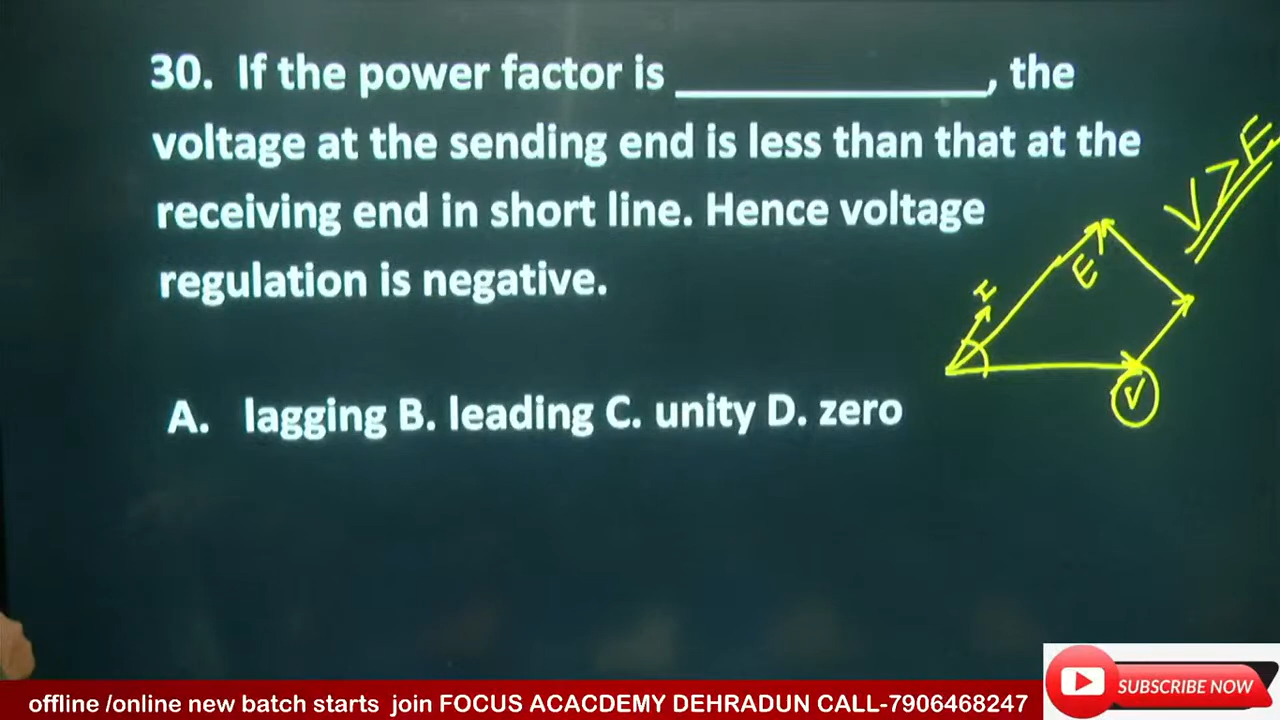 30. If the power factor is ______________, the
voltage at the sending end is less than that at the
receiving end in short line. Hence voltage
regulation is negative.
V > E
I
E
V
A. lagging B. leading C. unity D. zero
SUBSCRIBE NOW
offline /online new batch starts join FOCUS ACACDEMY DEHRADUN CALL-7906468247